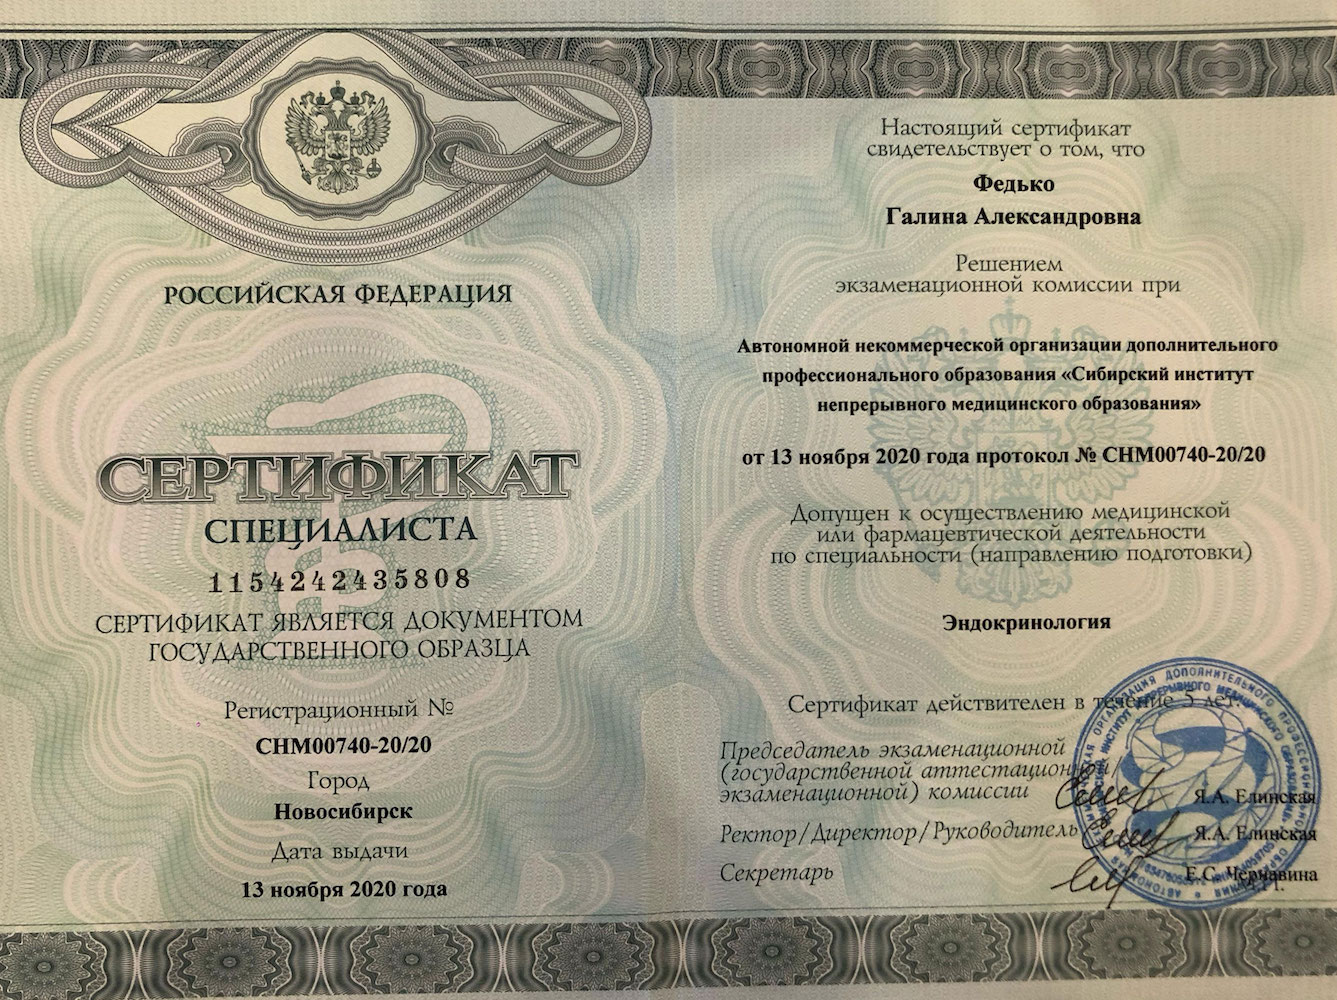 РОССИЙСКАЯ ФЕДЕРАЦИЯ
СЕРТИФИКАТ
СПЕЦИАЛИСТА
1154242435808
СЕРТИФИКАТ ЯВЛЯЕТСЯ ДОКУМЕНТОМ
ГОСУДАРСТВЕННОГО ОБРАЗЦА
Регистрационный №
СНМ00740-20/20
Город
Новосибирск
Дата выдачи
13 ноября 2020 года
Настоящий сертификат
свидетельствует о том, что
Федько
Галина Александровна
Решением
экзаменационной комиссии при
Автономной некоммерческой организации дополнительного
профессионального образования «Сибирский институт
непрерывного медицинского образования»
от 13 ноября 2020 года протокол № СНМ00740-20/20
Допущен к осуществлению медицинской
или фармацевтической деятельности
по специальности (направлению подготовки)
Эндокринология
Сертификат действителен в течение 5 лет.
Председатель экзаменационной
(государственной аттестационной/
экзаменационной) комиссии
Я.А. Елинская
Ректор/Директор/Руководитель
Я.А. Елинская
Секретарь
Е.С. Чернавина
М.П.